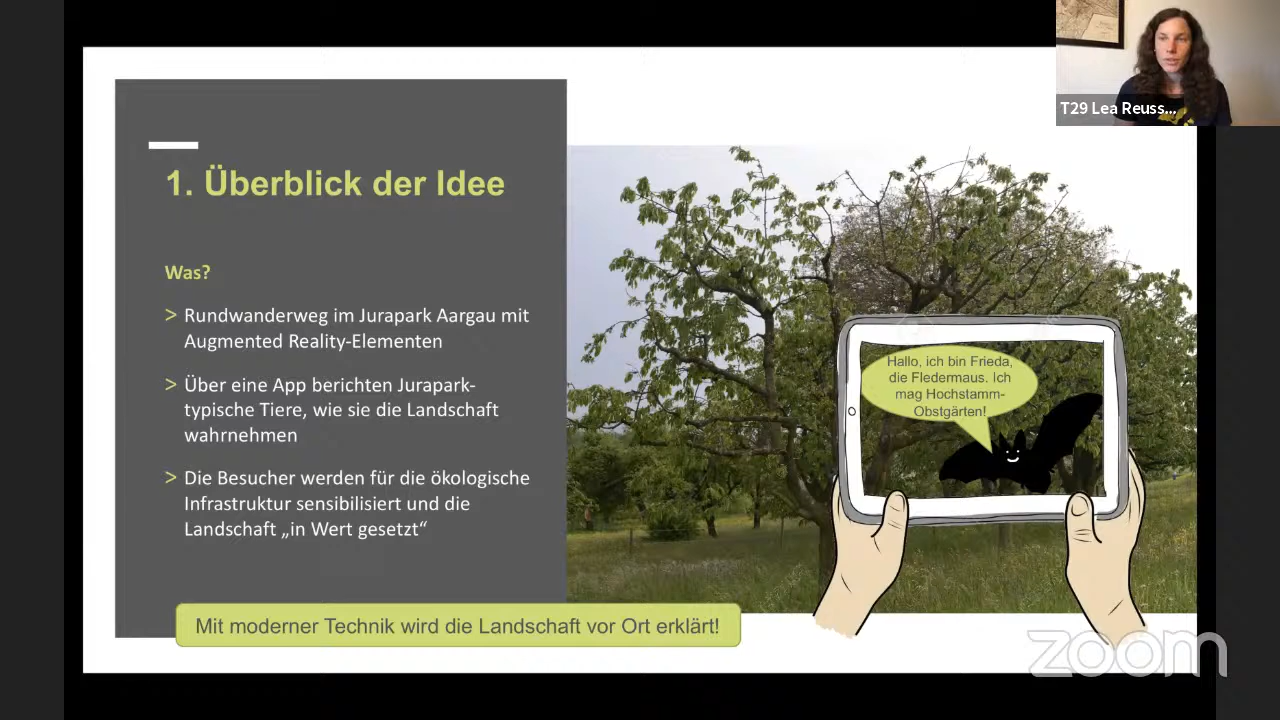 T29 Lea Reuss...
1. Überblick der Idee
Was?
> Rundwanderweg im Jurapark Aargau mit
Augmented Reality-Elementen
> Über eine App berichten Jurapark-
typische Tiere, wie sie die Landschaft
wahrnehmen
> Die Besucher werden für die ökologische
Infrastruktur sensibilisiert und die
Landschaft „in Wert gesetzt“
Hallo, ich bin Frieda,
die Fledermaus. Ich
mag Hochstamm-
Obstgärten!
Mit moderner Technik wird die Landschaft vor Ort erklärt!
zoom